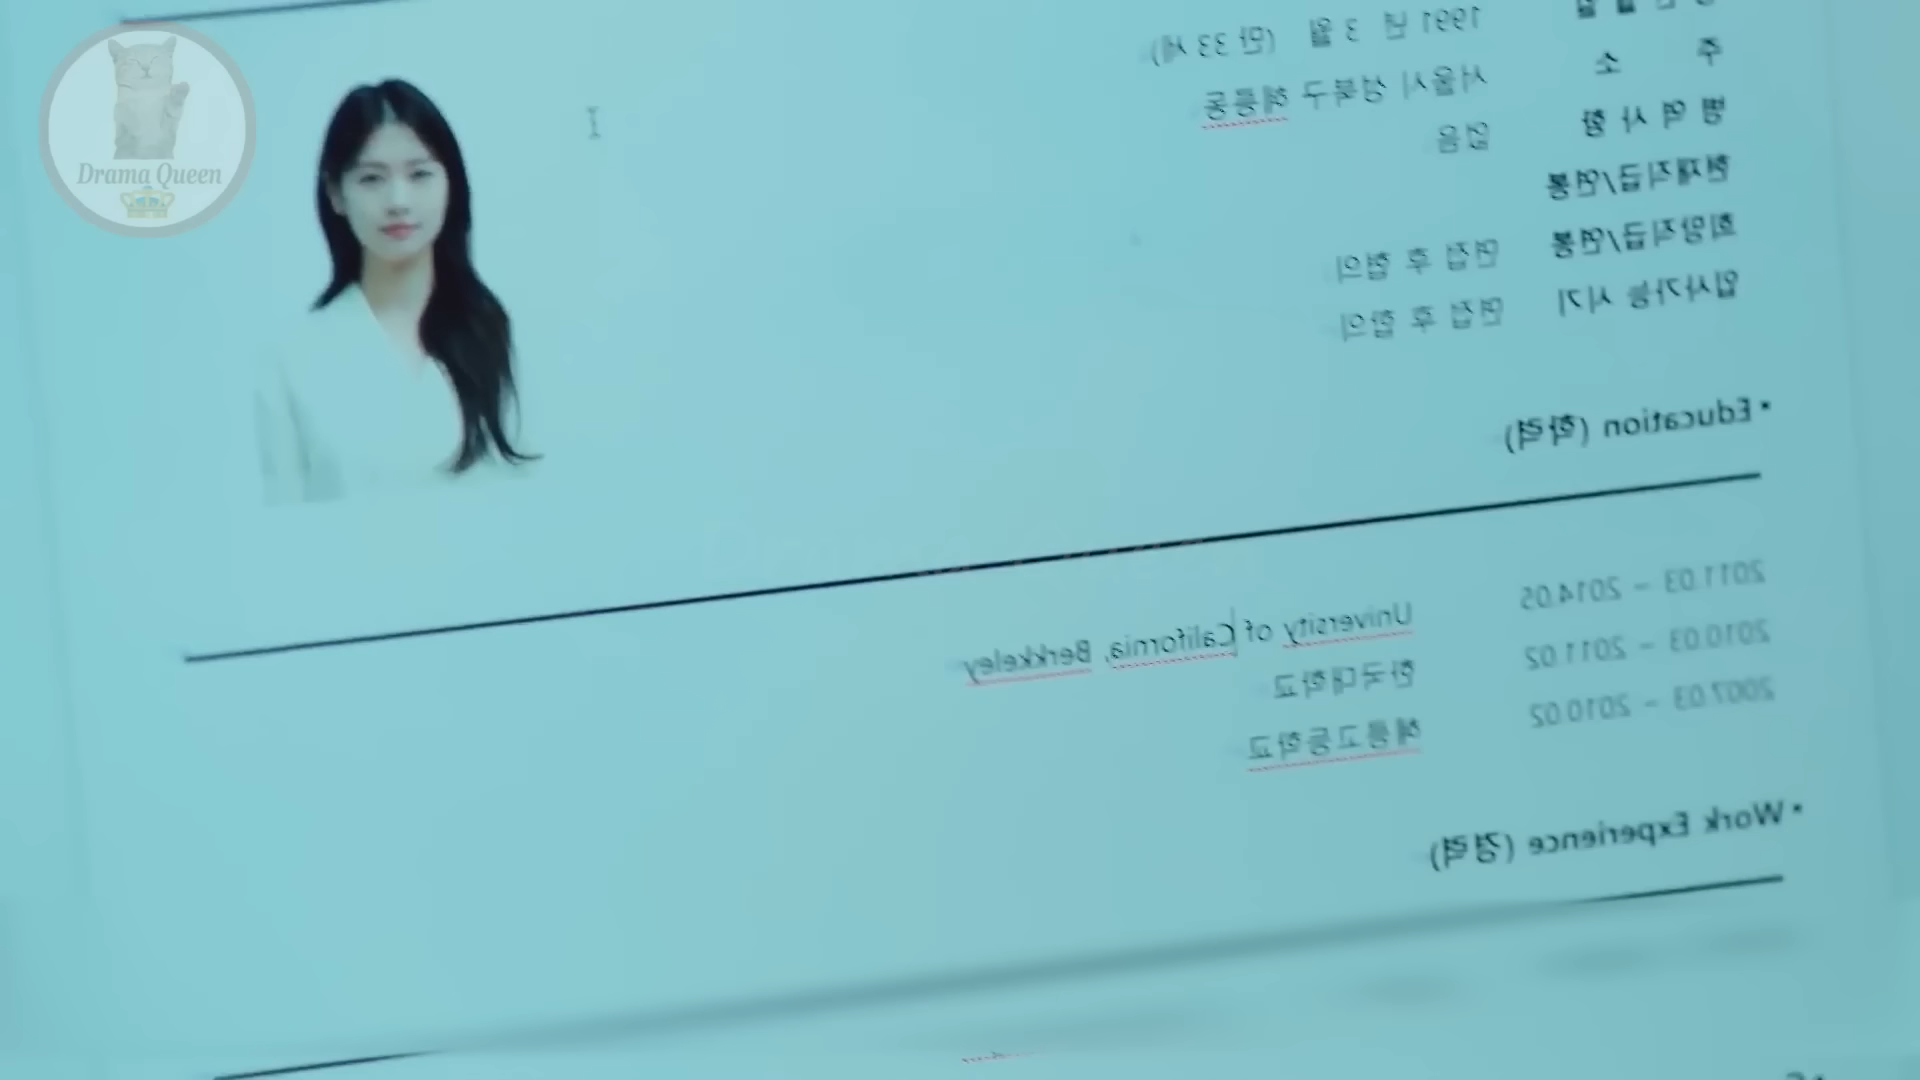 Drama Queen
1991 년 3 월 (만 33 세)
주 소 서울시 성북구 혜릉동
병 역 사 항 없음
현재직급/연봉
희망직급/연봉 면접 후 협의
입사가능 시기 면접 후 합의
• Education (학력)
2011.03 - 2014.05 University of California, Berkkeley
2010.03 - 2011.02 한국대학교
2007.03 - 2010.02 혜릉고등학교
• Work Experience (경력)